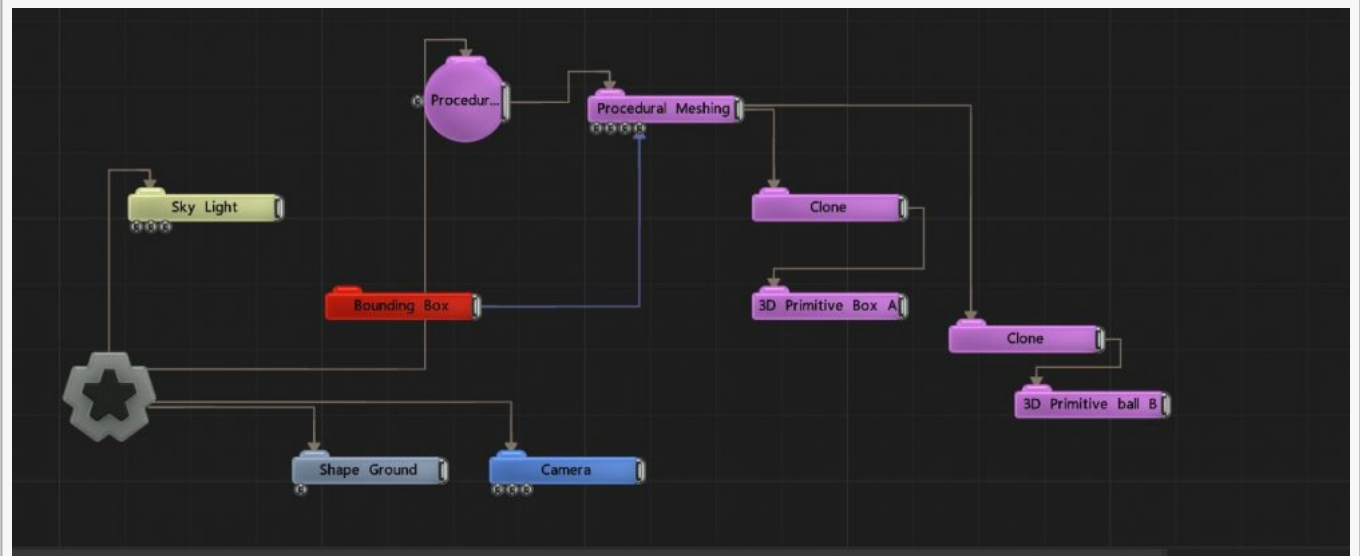 Procedur...
Procedural Meshing
Sky Light
Clone
Bounding Box
3D Primitive Box A
Clone
3D Primitive ball B
Shape Ground
Camera